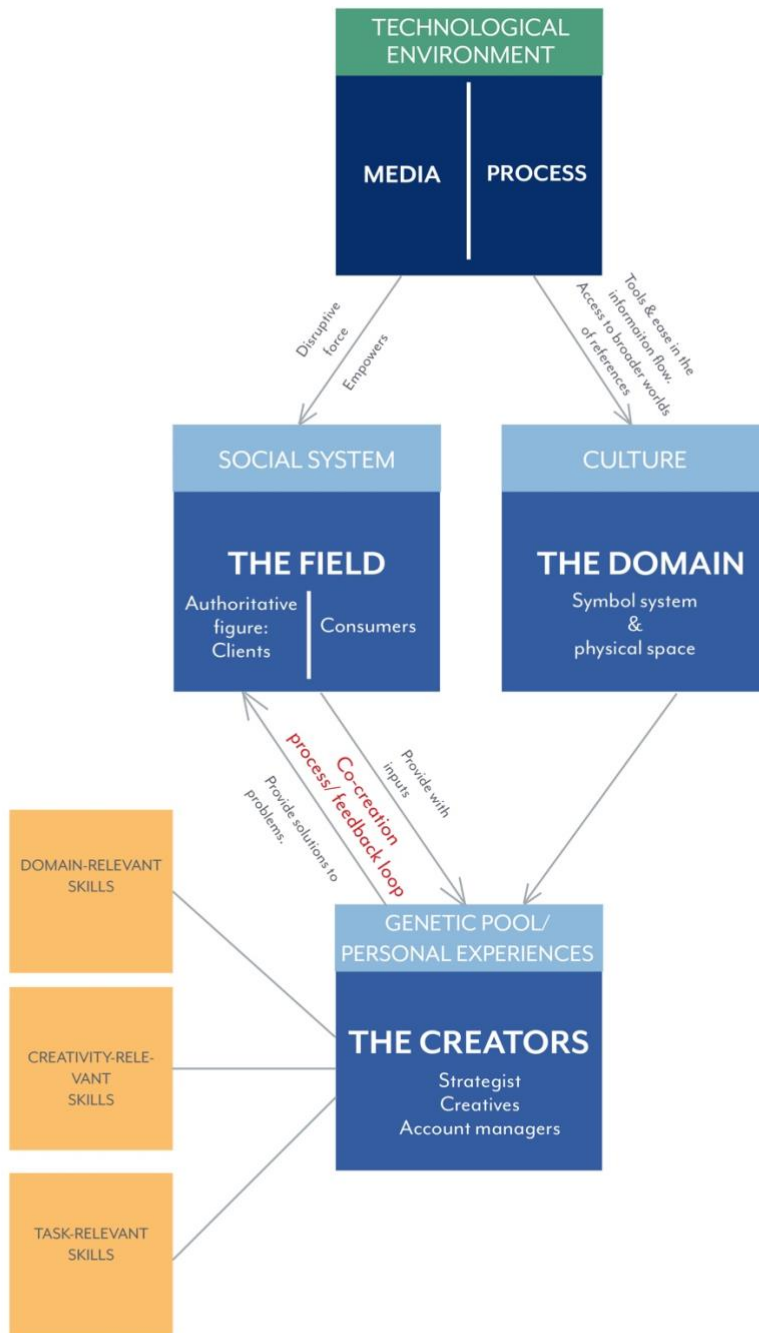 TECHNOLOGICAL
ENVIRONMENT
MEDIA
PROCESS
Disruptive
force
Empowers
Tools & ease in the
informaiton flow.
Access to broader worlds
of references
SOCIAL SYSTEM
THE FIELD
Authoritative
figure:
Clients
Consumers
CULTURE
THE DOMAIN
Symbol system
&
physical space
Provide solutions to
problems.
Co-creation
process/ feedback loop
Provide with
inputs
DOMAIN-RELEVANT
SKILLS
CREATIVITY-RELE-
VANT
SKILLS
TASK-RELEVANT
SKILLS
GENETIC POOL/
PERSONAL EXPERIENCES
THE CREATORS
Strategist
Creatives
Account managers